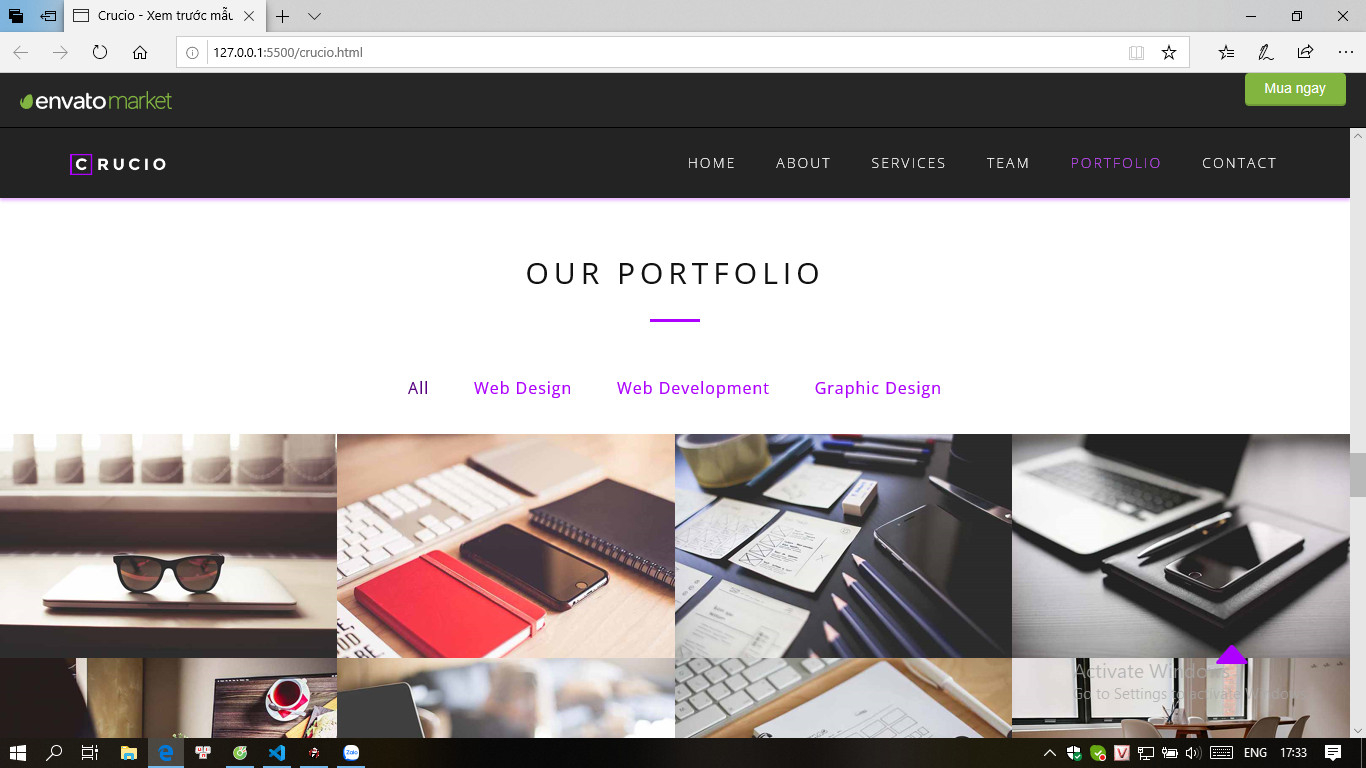 Crucio - Xem trước mẫu
127.0.0.1:5500/crucio.html
envatomarket
Mua ngay
CRUCIO
HOME ABOUT SERVICES TEAM PORTFOLIO CONTACT
OUR PORTFOLIO
All Web Design Web Development Graphic Design
Activate Windows
Go to Settings to activate Windows.
Zalo
ENG 17:33